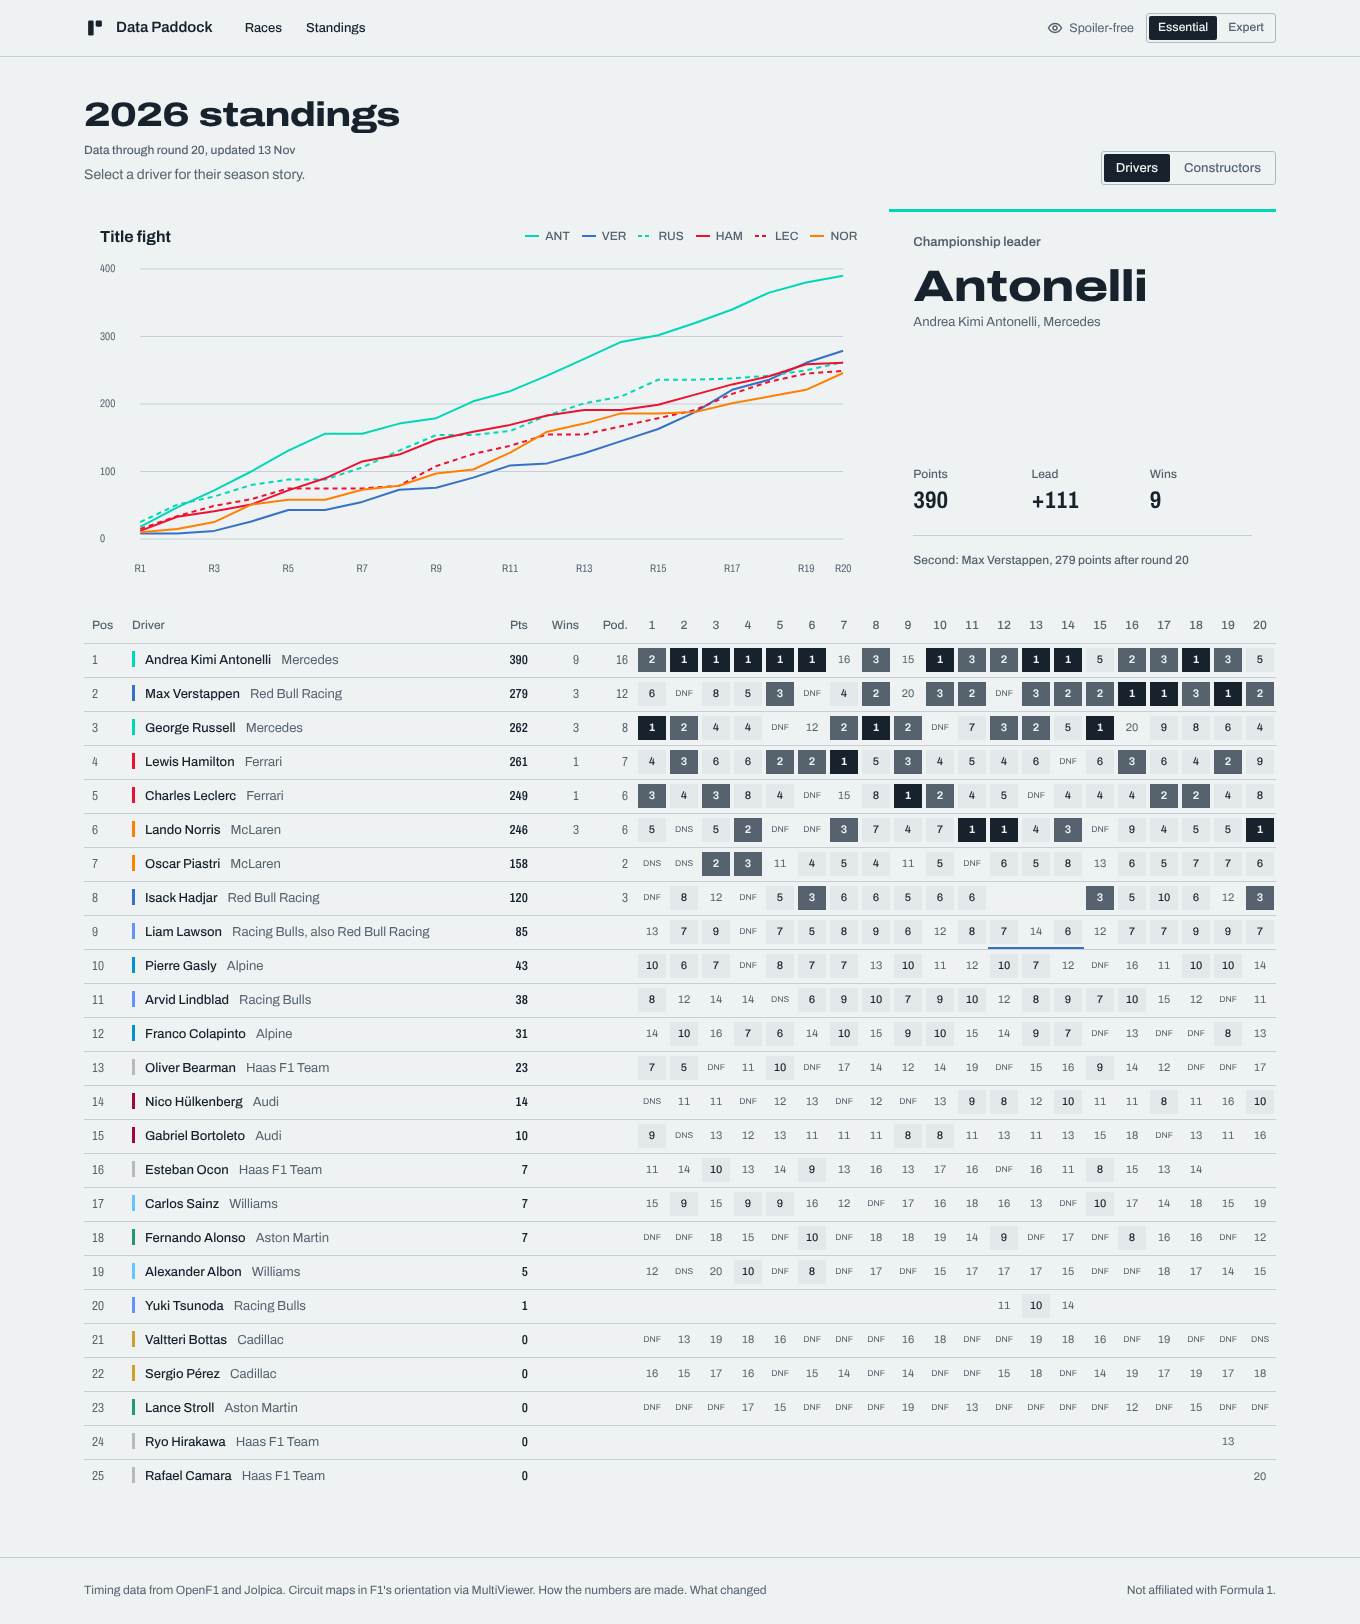 Data Paddock Races Standings Spoiler-free Essential Expert
2026 standings
Data through round 20, updated 13 Nov
Select a driver for their season story.
Drivers Constructors
Title fight ANT VER RUS HAM LEC NOR
400
300
200
100
0
R1 R3 R5 R7 R9 R11 R13 R15 R17 R19 R20
Championship leader
Antonelli
Andrea Kimi Antonelli, Mercedes
Points Lead Wins
390 +111 9
Second: Max Verstappen, 279 points after round 20
Pos Driver Pts Wins Pod. 1 2 3 4 5 6 7 8 9 10 11 12 13 14 15 16 17 18 19 20
1 Andrea Kimi Antonelli Mercedes 390 9 16 2 1 1 1 1 1 16 3 15 1 3 2 1 1 5 2 3 1 3 5
2 Max Verstappen Red Bull Racing 279 3 12 6 DNF 8 5 3 DNF 4 2 20 3 2 DNF 3 2 2 1 1 3 1 2
3 George Russell Mercedes 262 3 8 1 2 4 4 DNF 12 2 1 2 DNF 7 3 2 5 1 20 9 8 6 4
4 Lewis Hamilton Ferrari 261 1 7 4 3 6 6 2 2 1 5 3 4 5 4 6 DNF 6 3 6 4 2 9
5 Charles Leclerc Ferrari 249 1 6 3 4 3 8 4 DNF 15 8 1 2 4 5 DNF 4 4 4 2 2 4 8
6 Lando Norris McLaren 246 3 6 5 DNS 5 2 DNF DNF 3 7 4 7 1 1 4 3 DNF 9 4 5 5 1
7 Oscar Piastri McLaren 158 2 DNS DNS 2 3 11 4 5 4 11 5 DNF 6 5 8 13 6 5 7 7 6
8 Isack Hadjar Red Bull Racing 120 3 DNF 8 12 DNF 5 3 6 6 5 6 6 3 5 10 6 12 3
9 Liam Lawson Racing Bulls, also Red Bull Racing 85 13 7 9 DNF 7 5 8 9 6 12 8 7 14 6 12 7 7 9 9 7
10 Pierre Gasly Alpine 43 10 6 7 DNF 8 7 7 13 10 11 12 10 7 12 DNF 16 11 10 10 14
11 Arvid Lindblad Racing Bulls 38 8 12 14 14 DNS 6 9 10 7 9 10 12 8 9 7 10 15 12 DNF 11
12 Franco Colapinto Alpine 31 14 10 16 7 6 14 10 15 9 10 15 14 9 7 DNF 13 DNF DNF 8 13
13 Oliver Bearman Haas F1 Team 23 7 5 DNF 11 10 DNF 17 14 12 14 19 DNF 15 16 9 14 12 DNF DNF 17
14 Nico Hülkenberg Audi 14 DNS 11 11 DNF 12 13 DNF 12 DNF 13 9 8 12 10 11 11 8 11 16 10
15 Gabriel Bortoleto Audi 10 9 DNS 13 12 13 11 11 11 8 8 11 13 11 13 15 18 DNF 13 11 16
16 Esteban Ocon Haas F1 Team 7 11 14 10 13 14 9 13 16 13 17 16 DNF 16 11 8 15 13 14
17 Carlos Sainz Williams 7 15 9 15 9 9 16 12 DNF 17 16 18 16 13 DNF 10 17 14 18 15 19
18 Fernando Alonso Aston Martin 7 DNF DNF 18 15 DNF 10 DNF 18 18 19 14 9 DNF 17 DNF 8 16 16 DNF 12
19 Alexander Albon Williams 5 12 DNS 20 10 DNF 8 DNF 17 DNF 15 17 17 17 15 DNF DNF 18 17 14 15
20 Yuki Tsunoda Racing Bulls 1 11 10 14
21 Valtteri Bottas Cadillac 0 DNF 13 19 18 16 DNF DNF DNF 16 18 DNF DNF 19 18 16 DNF 19 DNF DNF DNS
22 Sergio Pérez Cadillac 0 16 15 17 16 DNF 15 14 DNF 14 DNF DNF 15 18 DNF 14 19 17 19 17 18
23 Lance Stroll Aston Martin 0 DNF DNF DNF 17 15 DNF DNF DNF 19 DNF 13 DNF DNF DNF DNF 12 DNF 15 DNF DNF
24 Ryo Hirakawa Haas F1 Team 0 13
25 Rafael Camara Haas F1 Team 0 20
Timing data from OpenF1 and Jolpica. Circuit maps in F1's orientation via MultiViewer. How the numbers are made. What changed Not affiliated with Formula 1.